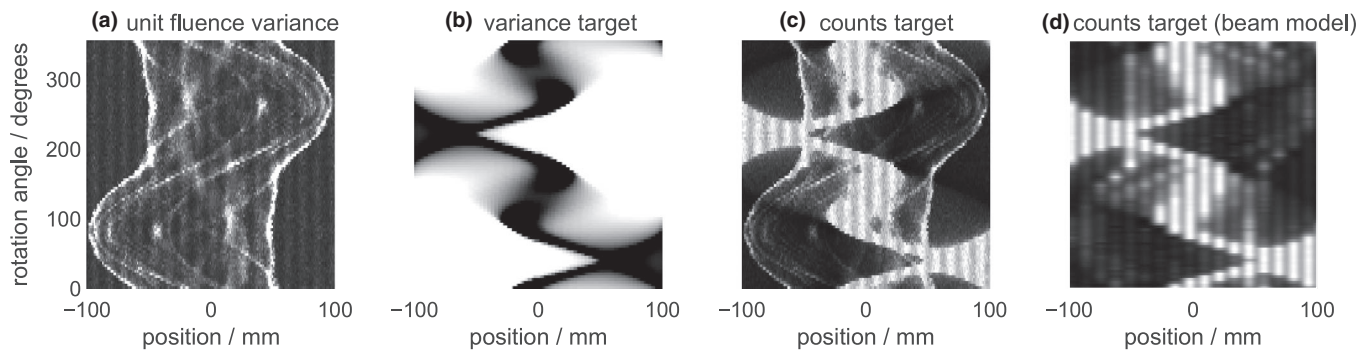 (a) unit fluence variance
(b) variance target
(c) counts target
(d) counts target (beam model)
rotation angle / degrees
300
200
100
0
−100 0 100
−100 0 100
−100 0 100
−100 0 100
position / mm
position / mm
position / mm
position / mm